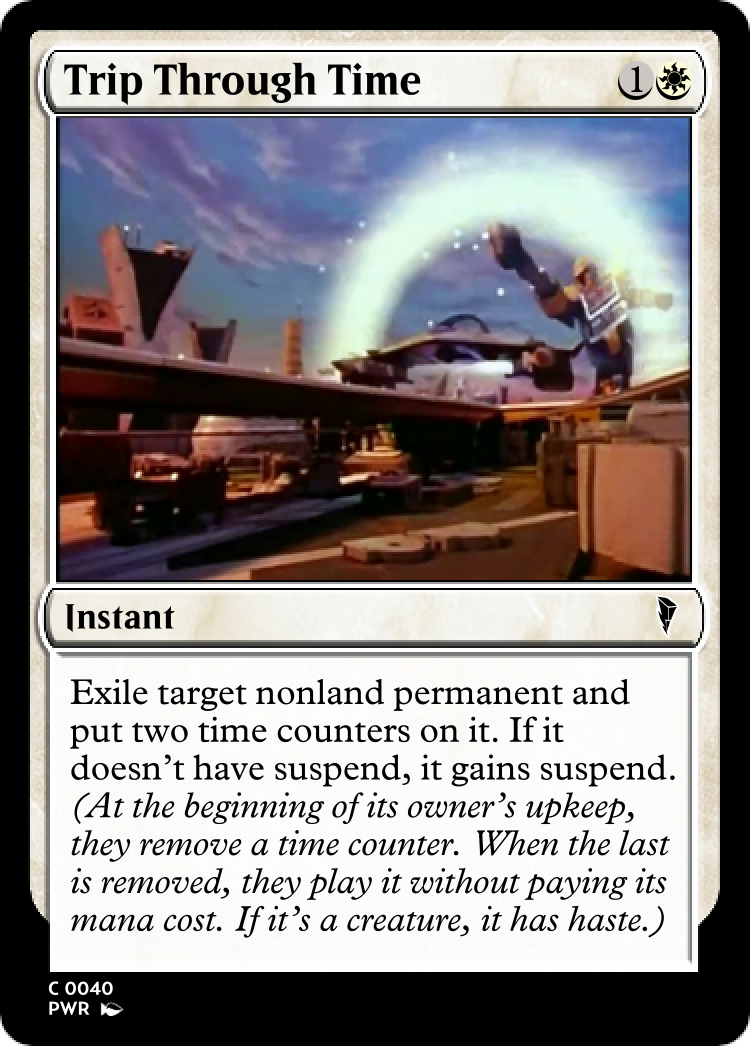 Trip Through Time 1
Instant
Exile target nonland permanent and
put two time counters on it. If it
doesn't have suspend, it gains suspend.
(At the beginning of its owner's upkeep,
they remove a time counter. When the last
is removed, they play it without paying its
mana cost. If it's a creature, it has haste.)
C 0040
PWR